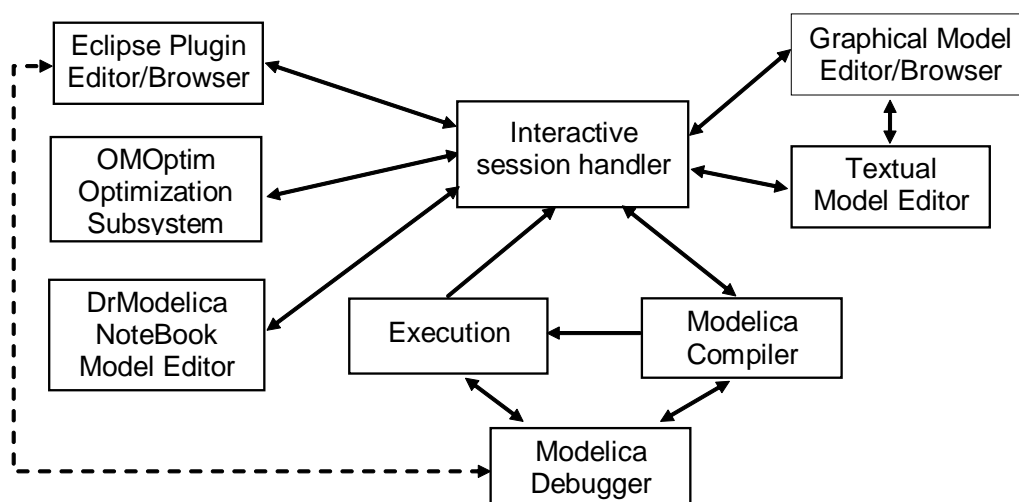 Eclipse Plugin
Editor/Browser
Graphical Model
Editor/Browser
Interactive
session handler
OMOptim
Optimization
Subsystem
Textual
Model Editor
DrModelica
NoteBook
Model Editor
Execution
Modelica
Compiler
Modelica
Debugger